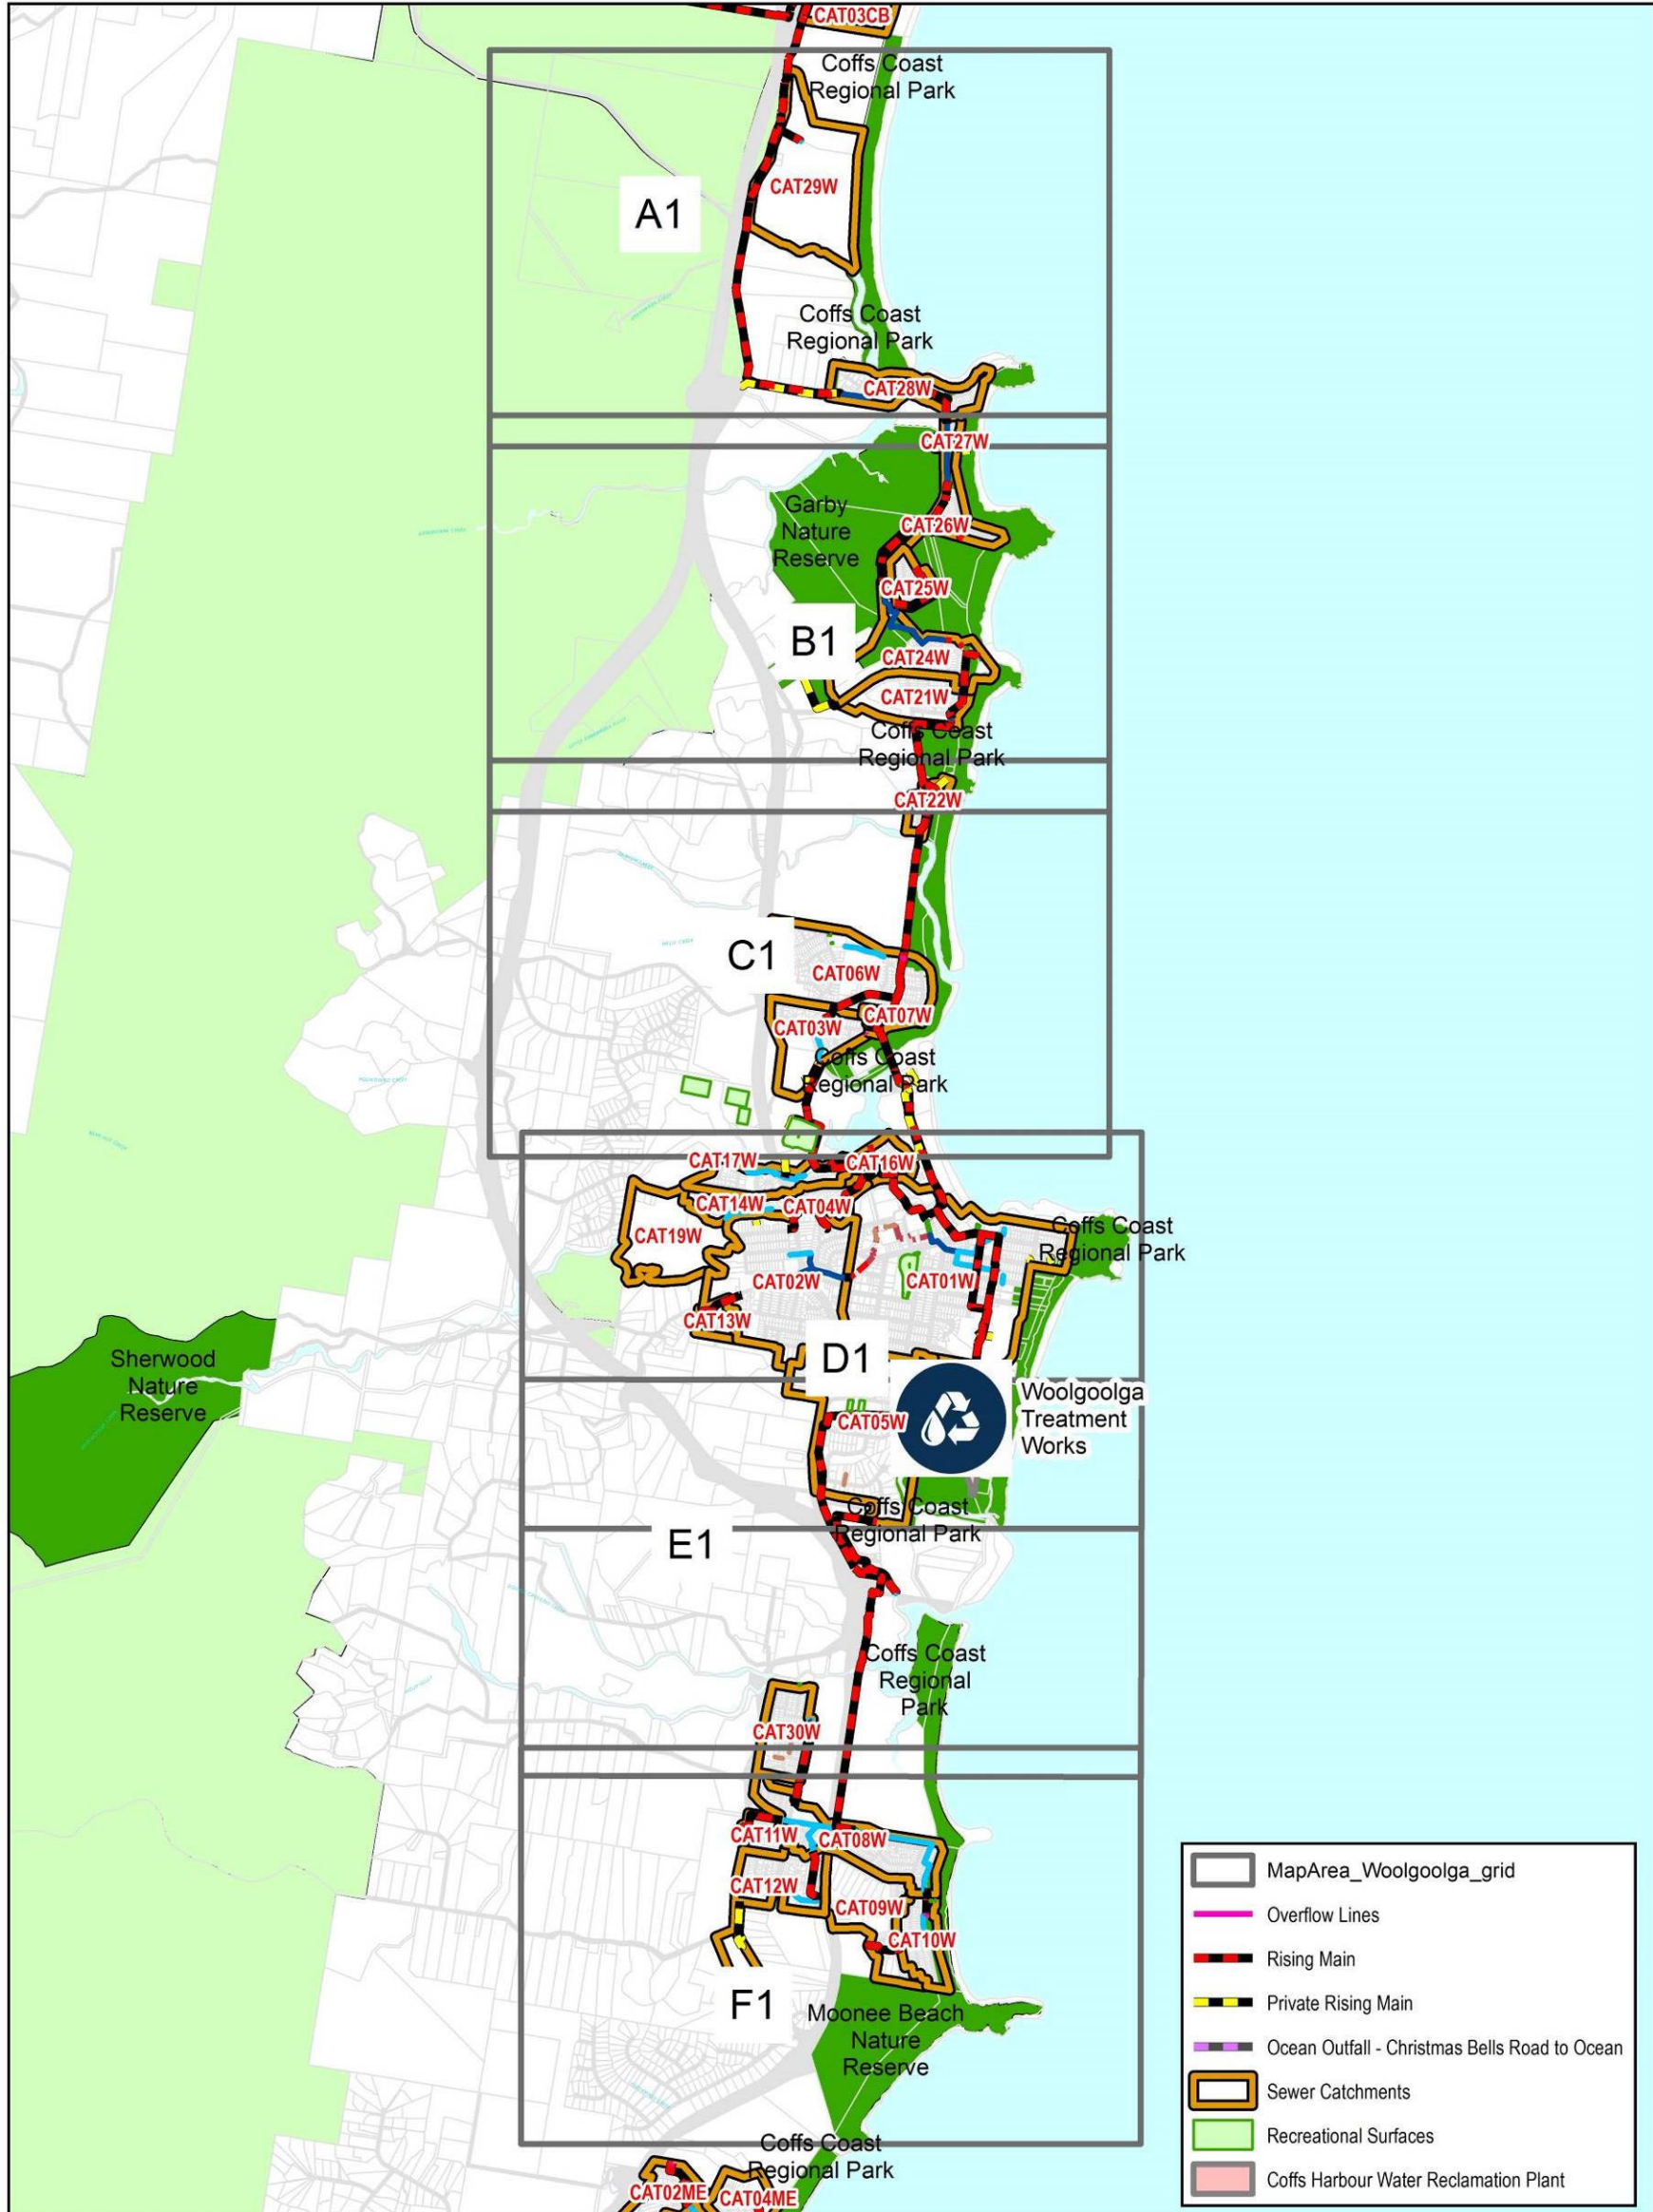 CAT03CB
Coffs Coast
Regional Park
CAT29W
A1
Coffs Coast
Regional Park
CAT28W
CAT27W
Garby
Nature
Reserve
CAT26W
CAT25W
B1
CAT24W
CAT21W
Coffs Coast
Regional Park
CAT22W
C1
CAT06W
CAT07W
CAT03W
Coffs Coast
Regional Park
CAT17W
CAT16W
CAT14W
CAT04W
CAT19W
Coffs Coast
Regional Park
CAT02W
CAT01W
CAT13W
D1
Sherwood
Nature
Reserve
Woolgoolga
Treatment
Works
CAT05W
Coffs Coast
Regional Park
E1
Coffs Coast
Regional
Park
CAT30W
CAT11W
CAT08W
CAT12W
CAT09W
CAT10W
F1
Moonee Beach
Nature
Reserve
Coffs Coast
Regional Park
CAT02ME
CAT04ME
MapArea_Woolgoolga_grid
Overflow Lines
Rising Main
Private Rising Main
Ocean Outfall - Christmas Bells Road to Ocean
Sewer Catchments
Recreational Surfaces
Coffs Harbour Water Reclamation Plant